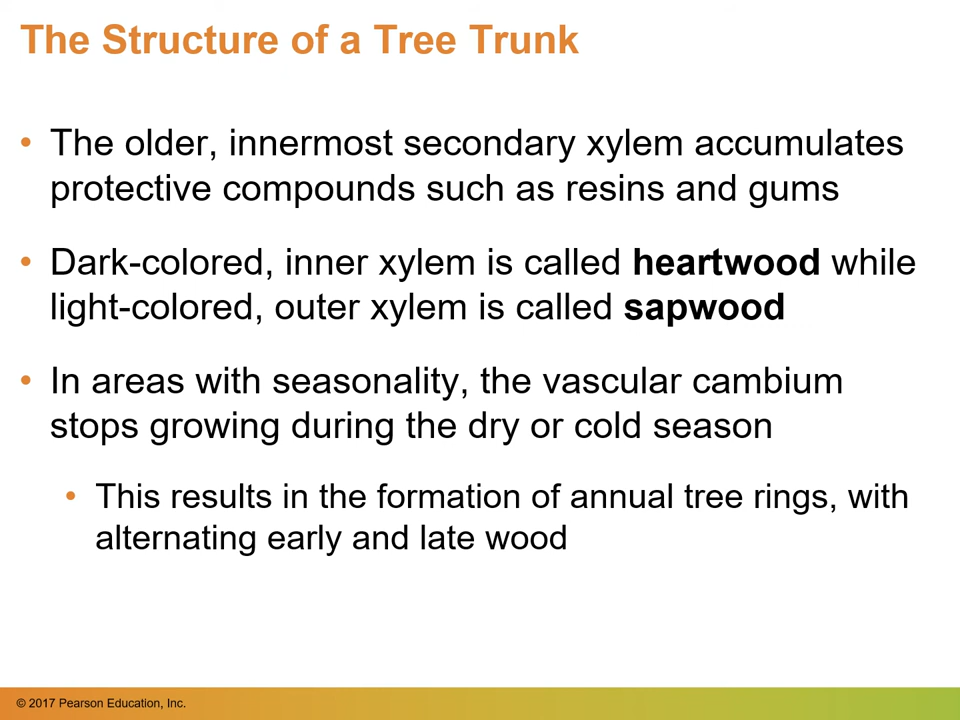 The Structure of a Tree Trunk
• The older, innermost secondary xylem accumulates
protective compounds such as resins and gums
• Dark-colored, inner xylem is called heartwood while
light-colored, outer xylem is called sapwood
• In areas with seasonality, the vascular cambium
stops growing during the dry or cold season
• This results in the formation of annual tree rings, with
alternating early and late wood
© 2017 Pearson Education, Inc.